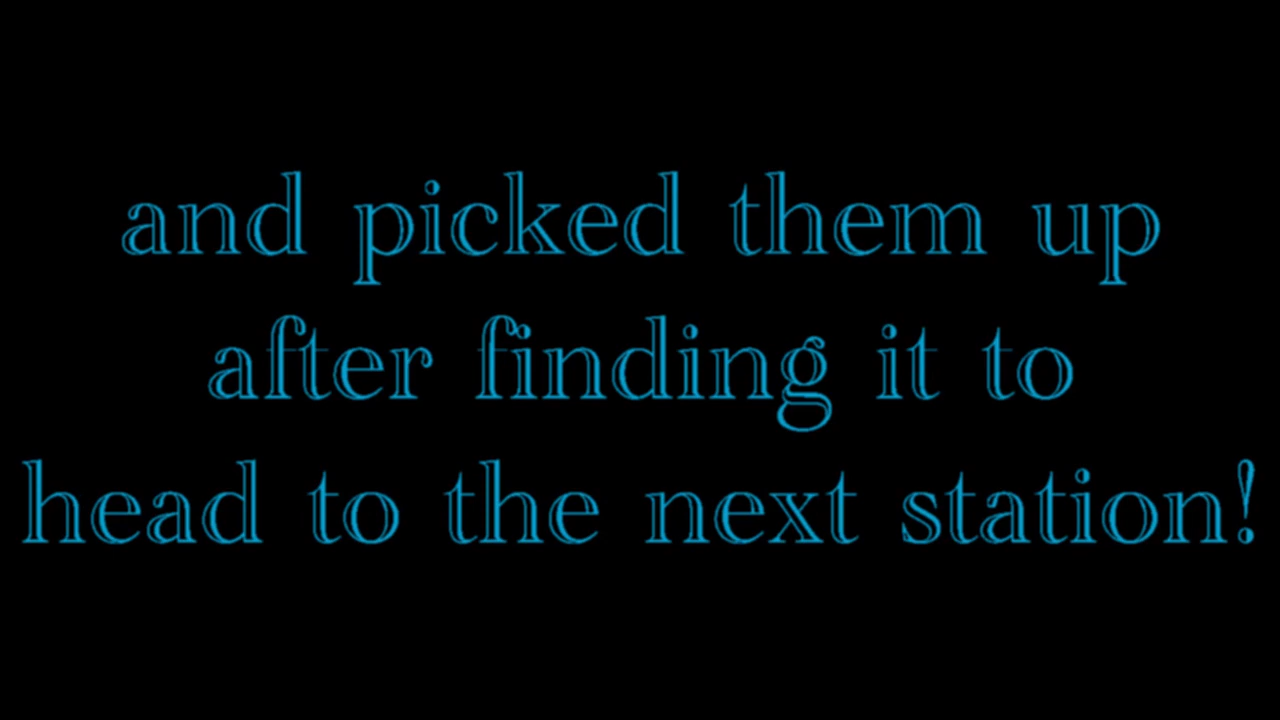 and picked them up
after finding it to
head to the next station!